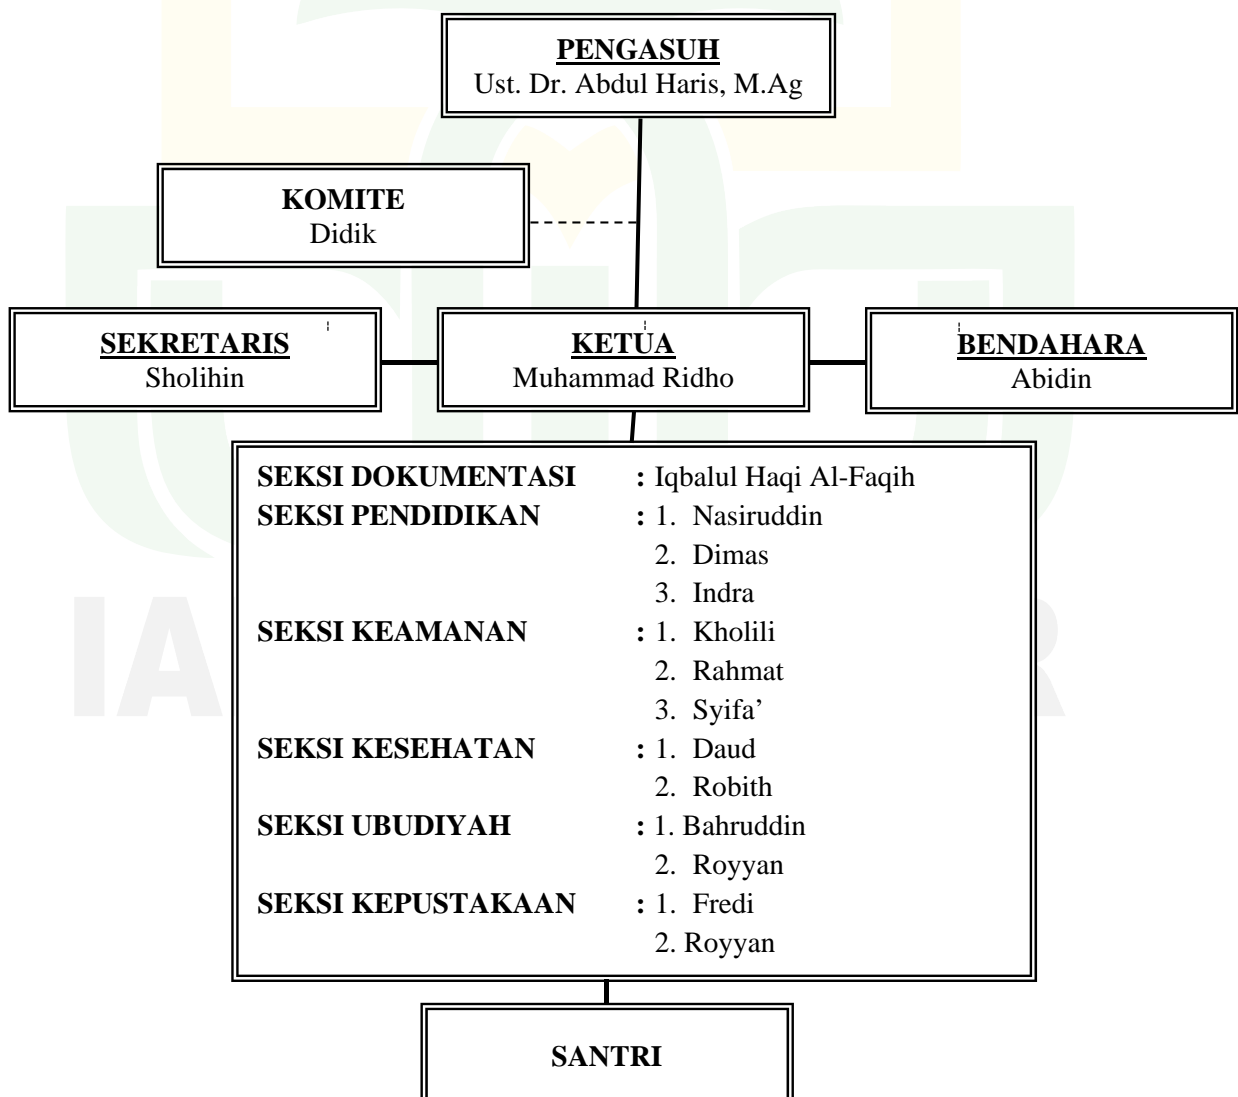 PENGASUH
Ust. Dr. Abdul Haris, M.Ag
KOMITE
Didik
SEKRETARIS
Sholihin
KETUA
Muhammad Ridho
BENDAHARA
Abidin
SEKSI DOKUMENTASI : Iqbalul Haqi Al-Faqih
SEKSI PENDIDIKAN : 1. Nasiruddin
2. Dimas
3. Indra
SEKSI KEAMANAN : 1. Kholili
2. Rahmat
3. Syifa’
SEKSI KESEHATAN : 1. Daud
2. Robith
SEKSI UBUDIYAH : 1. Bahruddin
2. Royyan
SEKSI KEPUSTAKAAN : 1. Fredi
2. Royyan
SANTRI